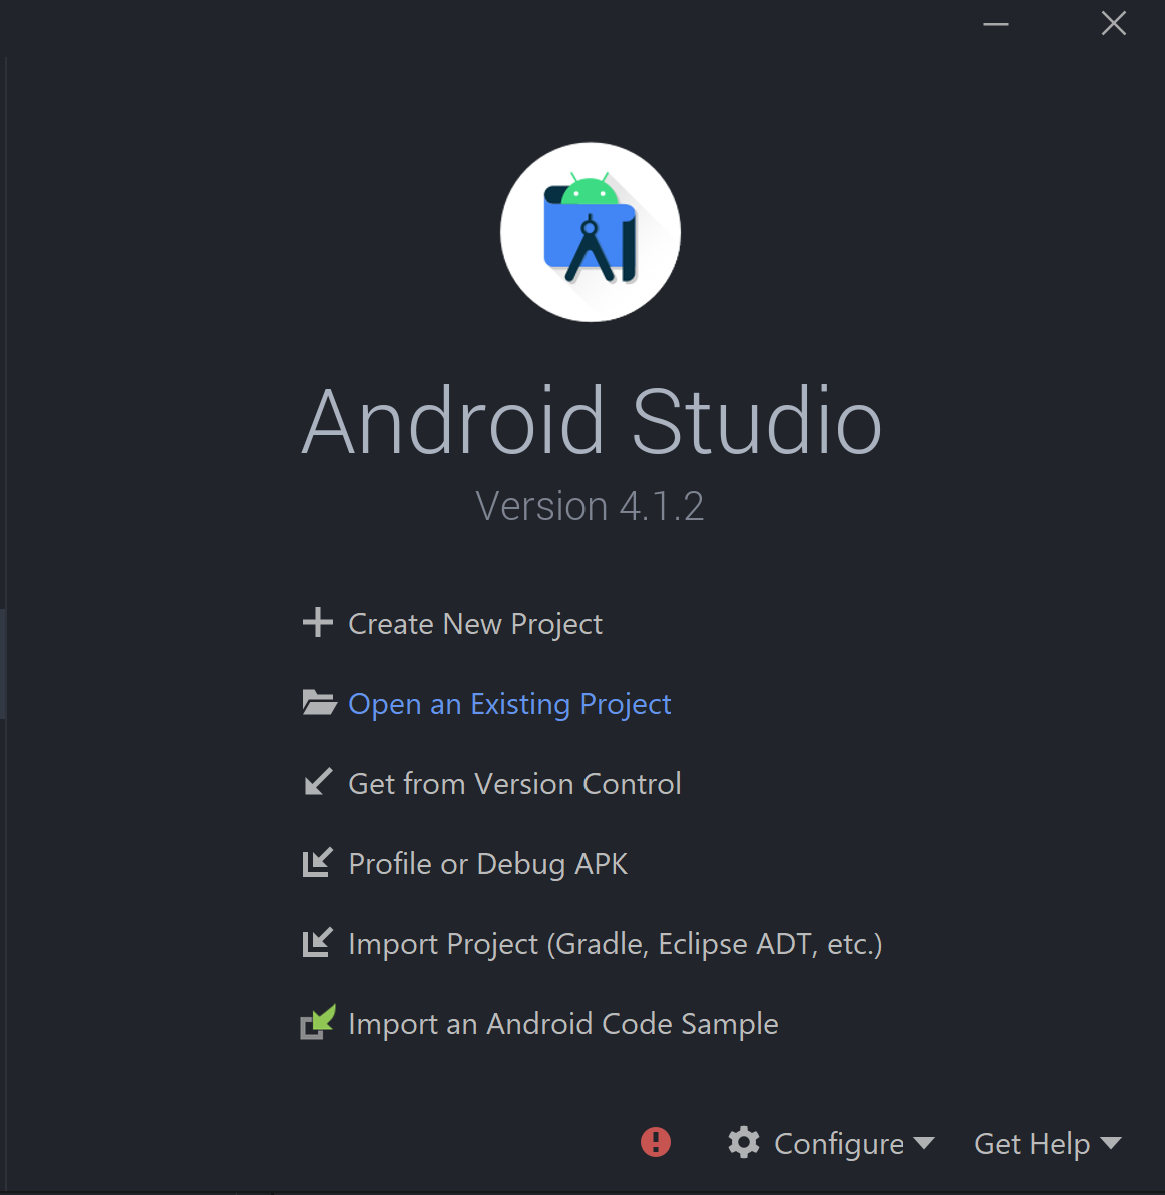 Android Studio
Version 4.1.2
Create New Project
Open an Existing Project
Get from Version Control
Profile or Debug APK
Import Project (Gradle, Eclipse ADT, etc.)
Import an Android Code Sample
Configure
Get Help